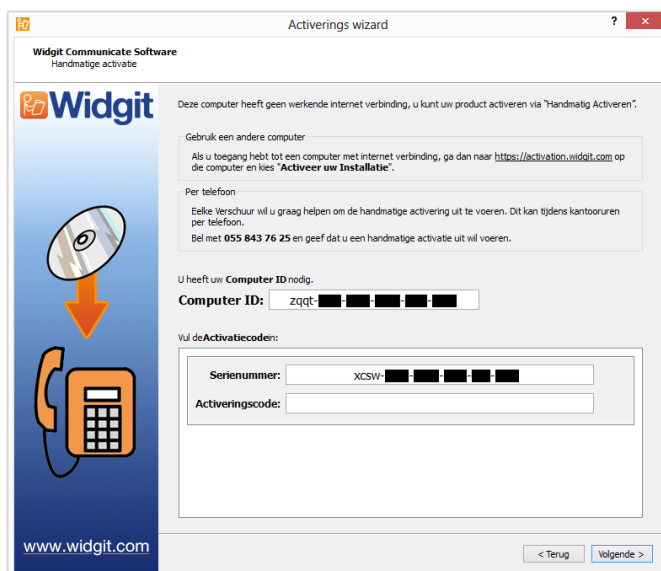 Activerings wizard
Widgit Communicate Software
Handmatige activatie
Widgit
Deze computer heeft geen werkende internet verbinding, u kunt uw product activeren via "Handmatig Activeren".
Gebruik een andere computer
Als u toegang hebt tot een computer met internet verbinding, ga dan naar https://activation.widgit.com op
die computer en kies "Activeer uw Installatie".
Per telefoon
Eelke Verschuur wil u graag helpen om de handmatige activering uit te voeren. Dit kan tijdens kantooruren
per telefoon.
Bel met 055 843 76 25 en geef dat u een handmatige activatie uit wil voeren.
U heeft uw Computer ID nodig.
Computer ID: zqqt- - - - -
Vul de Activatiecode in:
Serienummer: xcsw- - - - -
Activeringscode:
www.widgit.com
< Terug
Volgende >